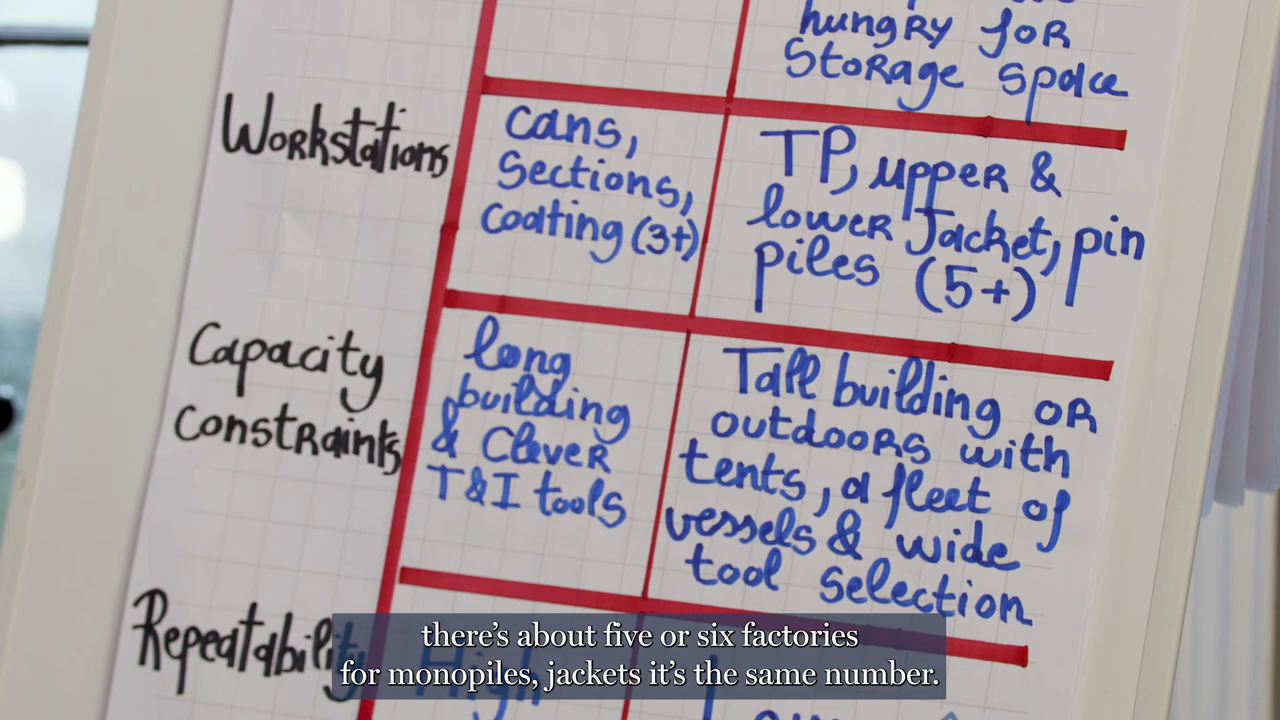 hungry for
storage space
Workstations
cans,
sections,
coating (3+)
TP, upper &
lower Jacket, pin
piles (5+)
Capacity
constraints
long
building
& clever
T&I tools
Tall building or
outdoors with
tents, a fleet of
vessels & wide
tool selection
Repeatability
High
there's about five or six factories
for monopiles, jackets it's the same number.